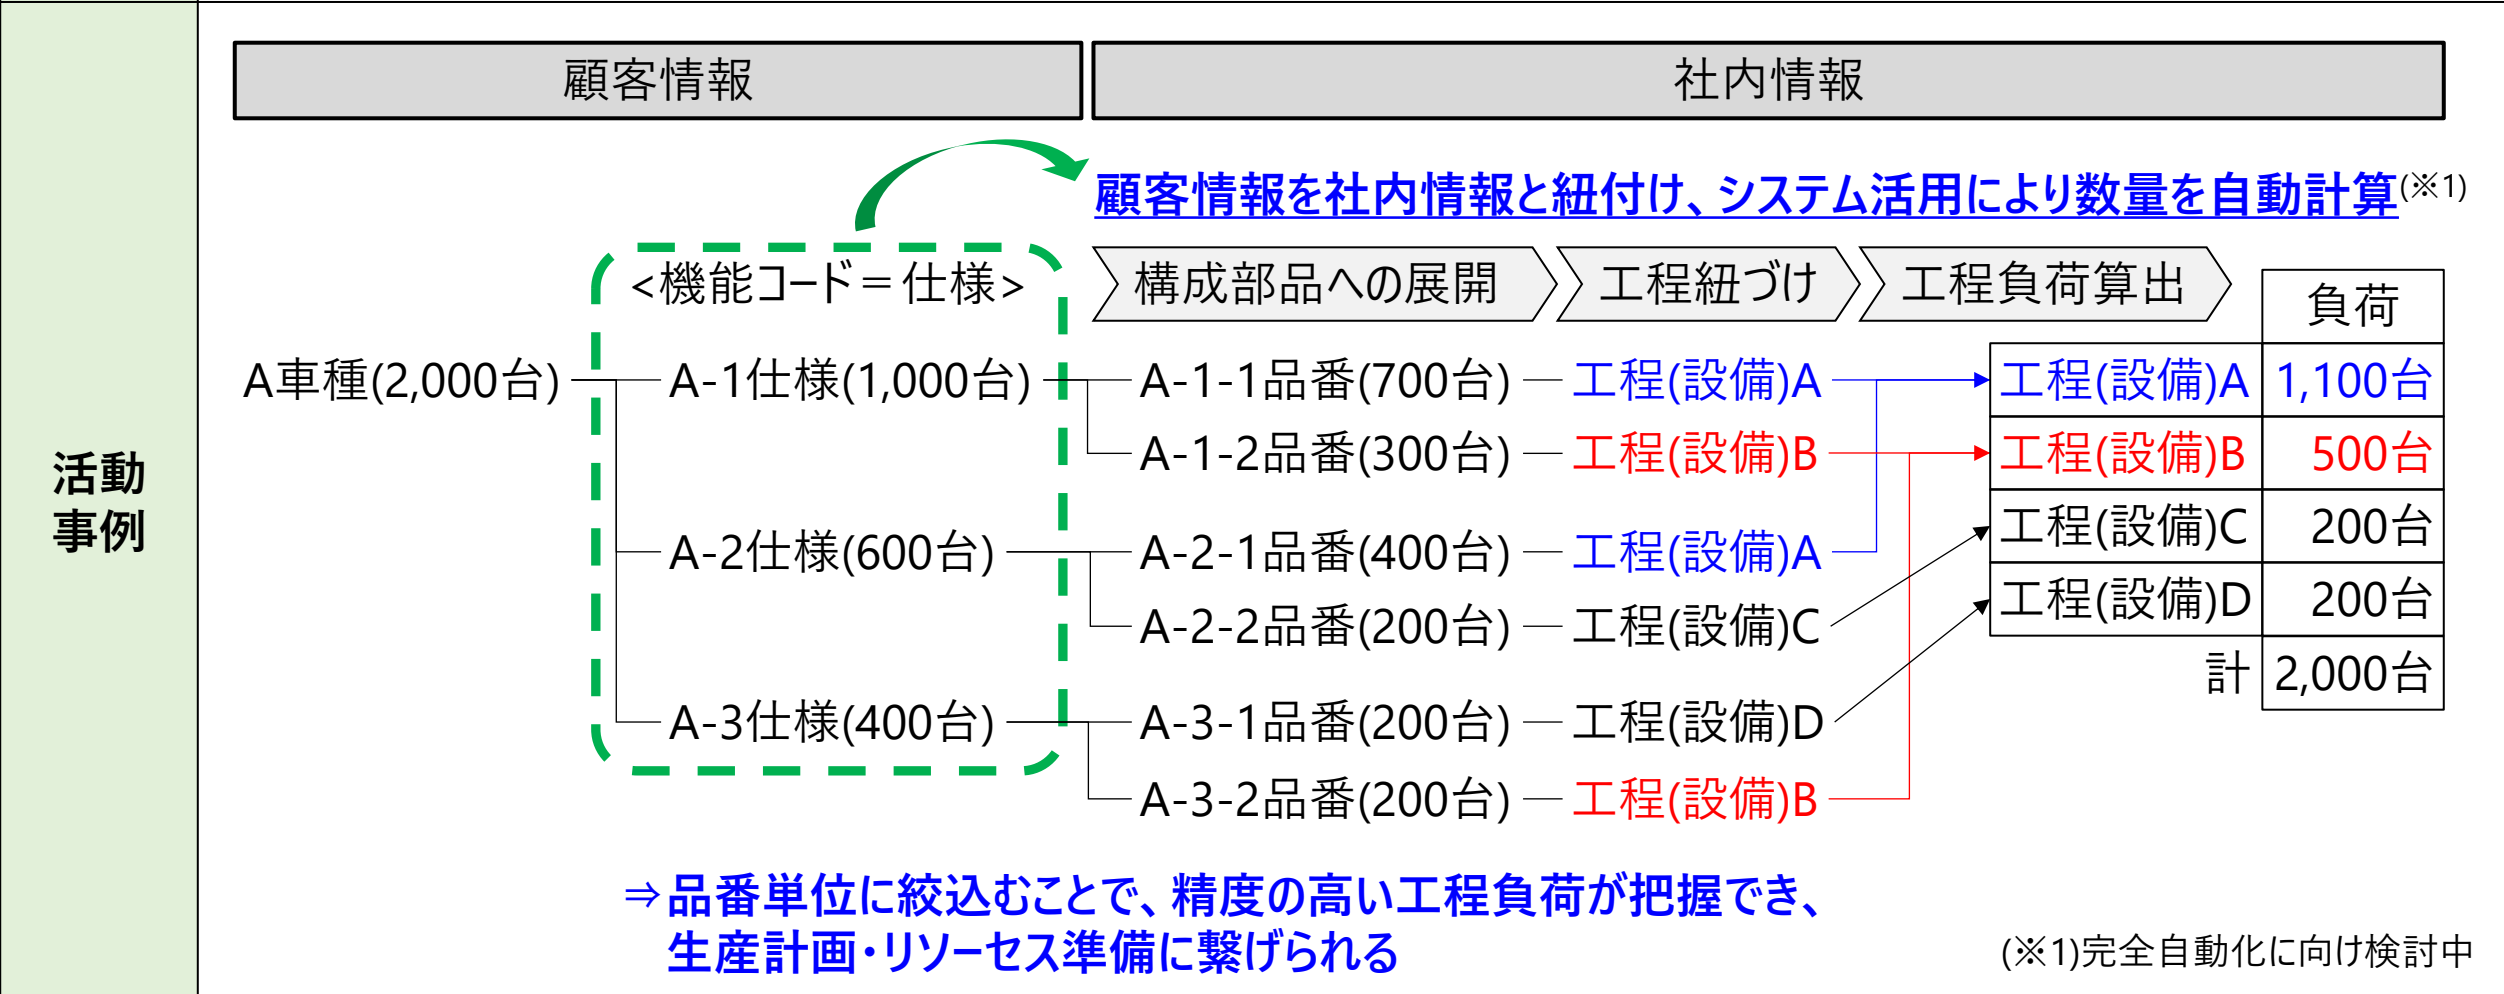 活動
事例
顧客情報
社内情報
顧客情報を社内情報と紐付け、システム活用により数量を自動計算(※1)
<機能コード＝仕様>
構成部品への展開
工程紐づけ
工程負荷算出
負荷
A車種(2,000台)
A-1仕様(1,000台)
A-1-1品番(700台)
工程(設備)A
工程(設備)A 1,100台
A-1-2品番(300台)
工程(設備)B
工程(設備)B 500台
A-2仕様(600台)
A-2-1品番(400台)
工程(設備)A
工程(設備)C 200台
A-2-2品番(200台)
工程(設備)C
工程(設備)D 200台
計 2,000台
A-3仕様(400台)
A-3-1品番(200台)
工程(設備)D
A-3-2品番(200台)
工程(設備)B
⇒品番単位に絞込むことで、精度の高い工程負荷が把握でき、
生産計画・リソーセス準備に繋げられる
(※1)完全自動化に向け検討中